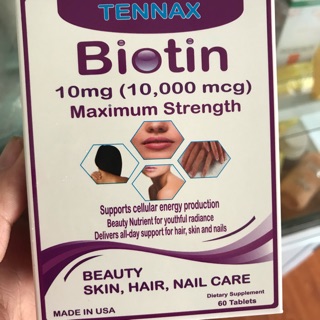 TENNAX
Biotin
10mg (10,000 mcg)
Maximum Strength
Supports cellular energy production
Beauty Nutrient for youthful radiance
Delivers all-day support for hair, skin and nails
BEAUTY
SKIN, HAIR, NAIL CARE
Dietary Supplement
60 Tablets
MADE IN USA